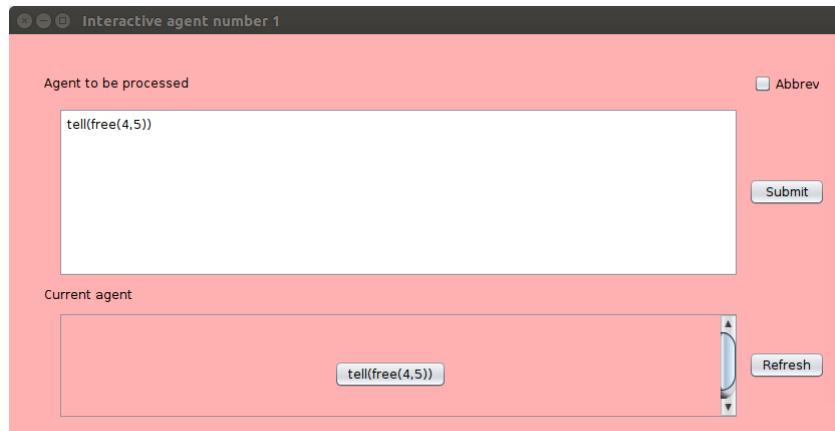 Interactive agent number 1
Agent to be processed
Abbrev
tell(free(4,5))
Submit
Current agent
tell(free(4,5))
Refresh